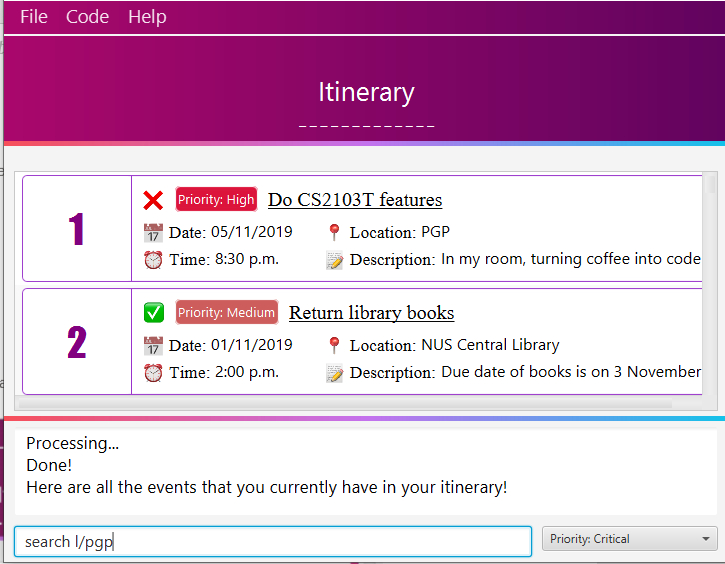 File Code Help
Itinerary
-------------
1
Priority: High Do CS2103T features
17 Date: 05/11/2019 Location: PGP
Time: 8:30 p.m. Description: In my room, turning coffee into code
2
Priority: Medium Return library books
17 Date: 01/11/2019 Location: NUS Central Library
Time: 2:00 p.m. Description: Due date of books is on 3 November
Processing...
Done!
Here are all the events that you currently have in your itinerary!
search l/pgp Priority: Critical